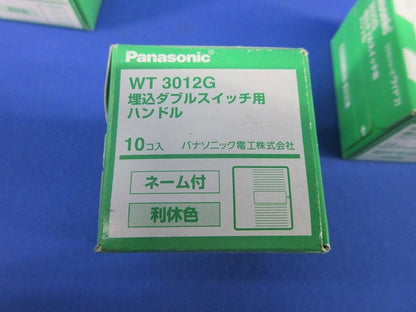 Panasonic
WT 3012G
埋込ダブルスイッチ用
ハンドル
10コ入 パナソニック電工株式会社
ネーム付
利休色